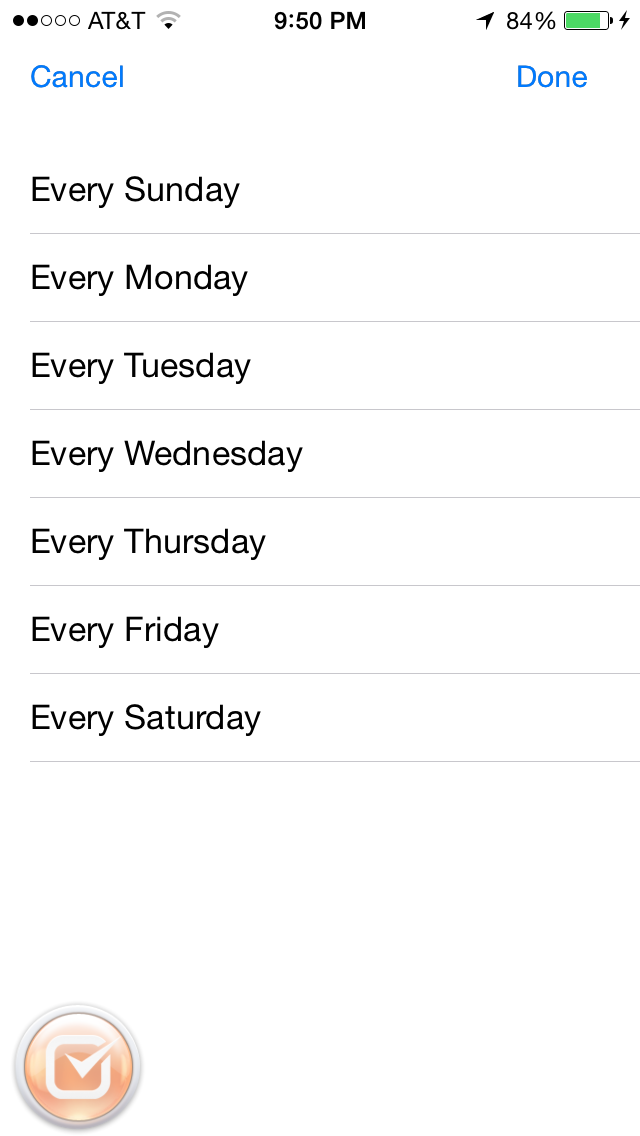 AT&T 9:50 PM 84%
Cancel Done
Every Sunday
Every Monday
Every Tuesday
Every Wednesday
Every Thursday
Every Friday
Every Saturday